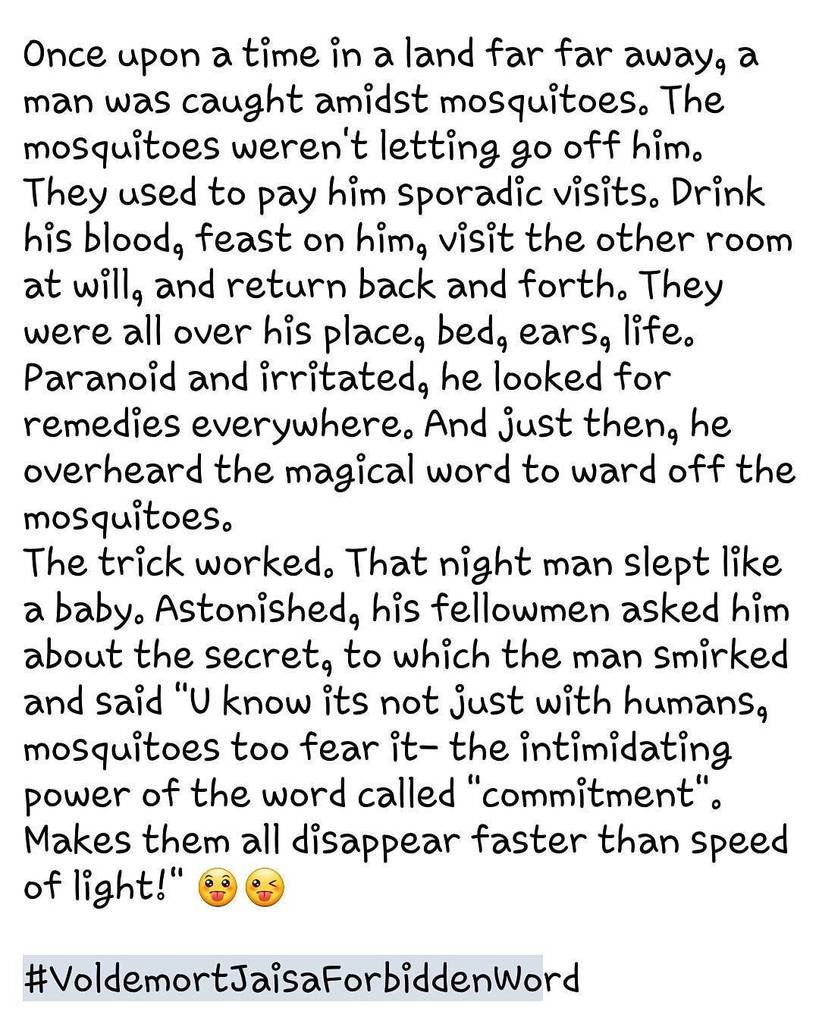 Once upon a time in a land far far away, a
man was caught amidst mosquitoes. The
mosquitoes weren't letting go off him.
They used to pay him sporadic visits. Drink
his blood, feast on him, visit the other room
at will, and return back and forth. They
were all over his place, bed, ears, life.
Paranoid and irritated, he looked for
remedies everywhere. And just then, he
overheard the magical word to ward off the
mosquitoes.
The trick worked. That night man slept like
a baby. Astonished, his fellowmen asked him
about the secret, to which the man smirked
and said "U know its not just with humans,
mosquitoes too fear it- the intimidating
power of the word called "commitment".
Makes them all disappear faster than speed
of light!" 😛😜
#VoldemortJaisaForbiddenWord